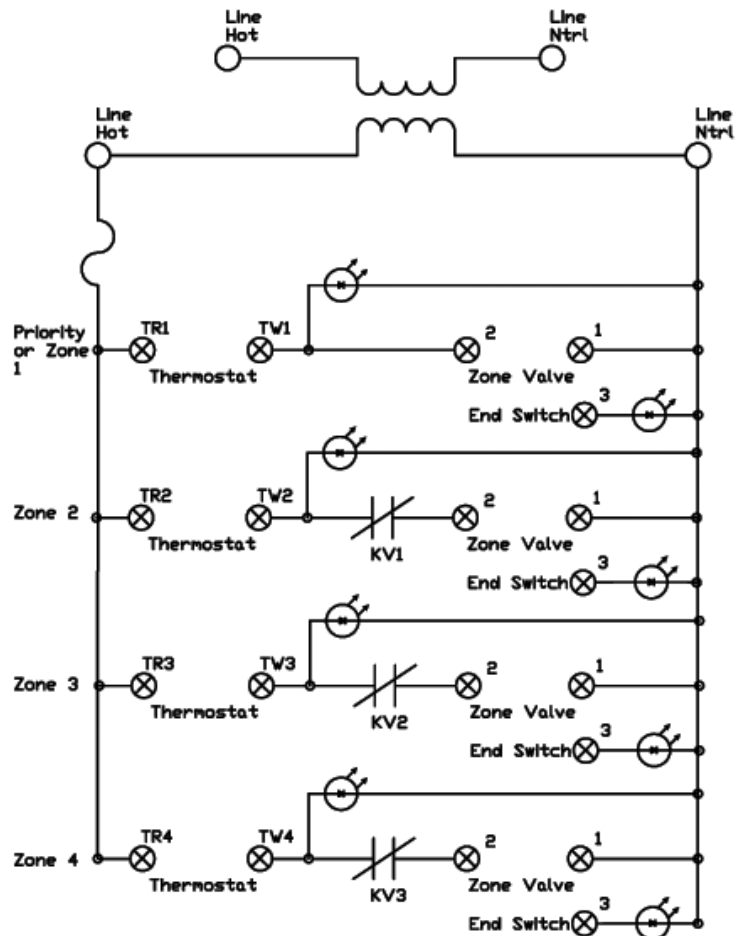 Line
Hot
Line
Ntrl
Line
Hot
Line
Ntrl
Priority
or Zone
1
TR1
TW1
2
1
Thermostat
Zone Valve
End Switch
3
Zone 2
TR2
TW2
2
1
Thermostat
KV1
Zone Valve
End Switch
3
Zone 3
TR3
TW3
2
1
Thermostat
KV2
Zone Valve
End Switch
3
Zone 4
TR4
TW4
2
1
Thermostat
KV3
Zone Valve
End Switch
3